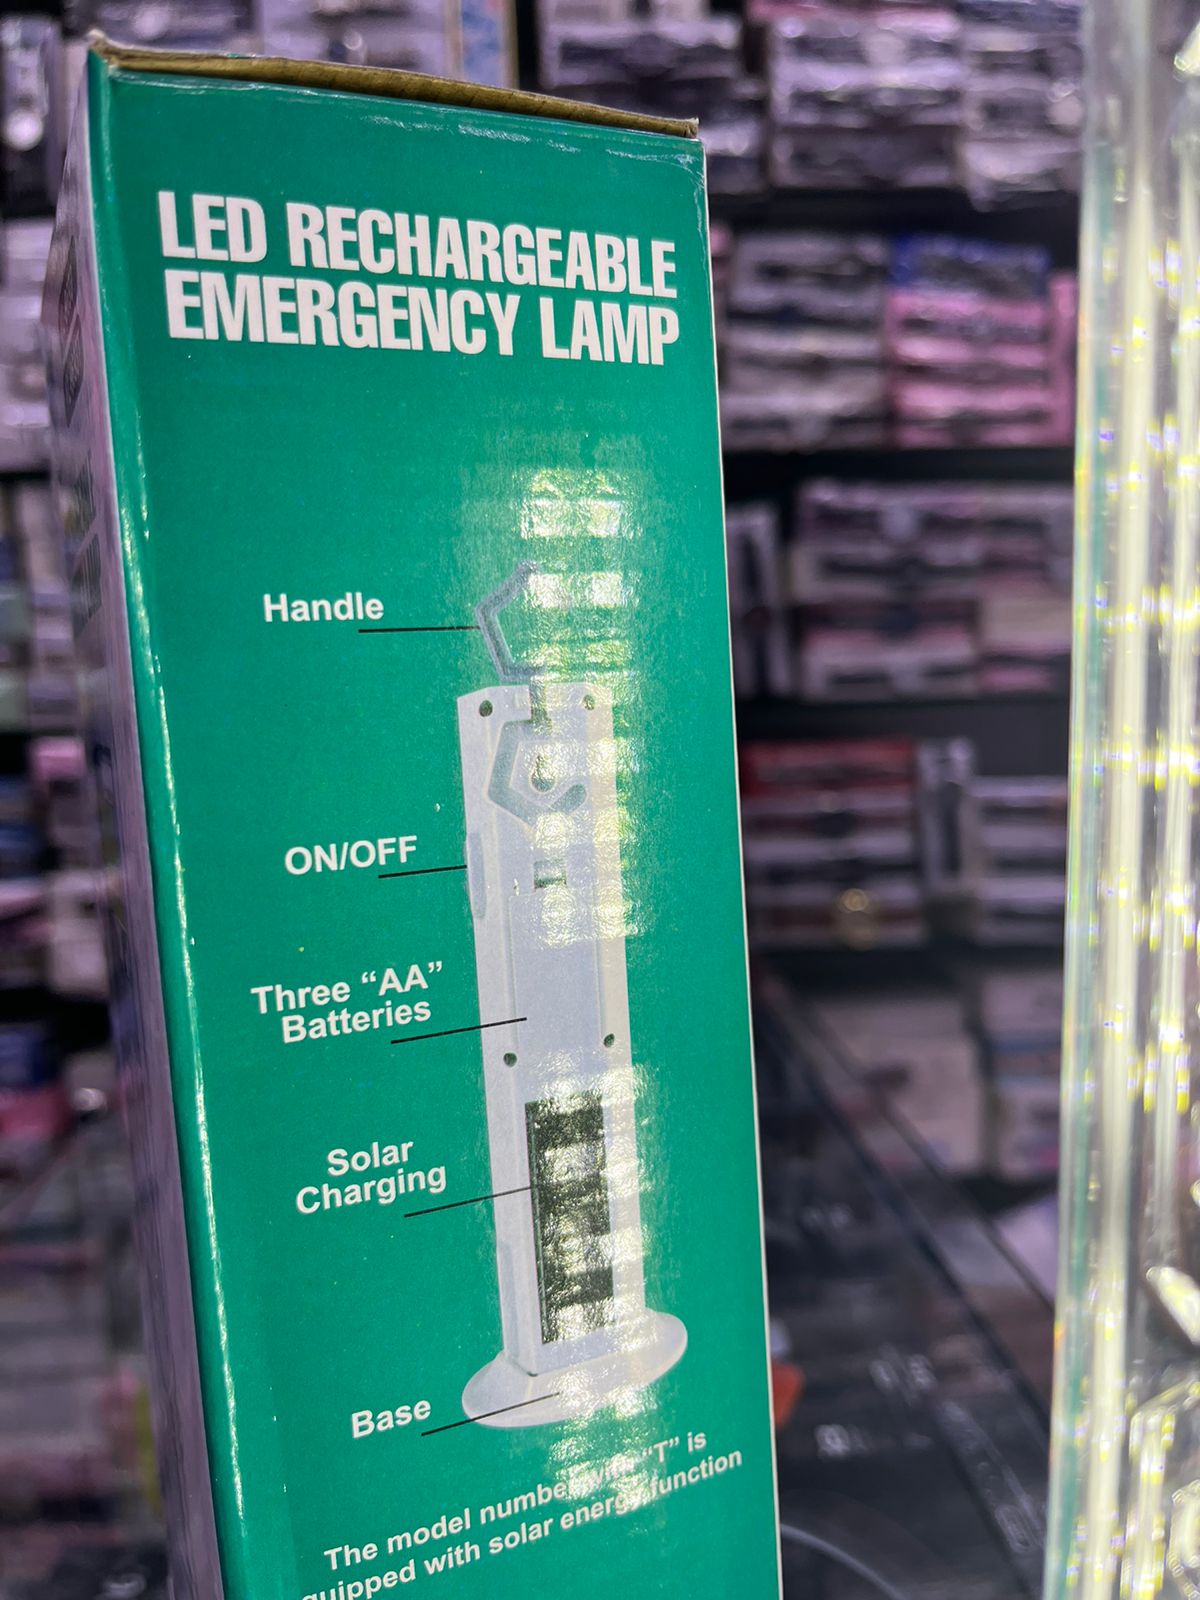 LED RECHARGEABLE
EMERGENCY LAMP
Handle
ON/OFF
Three “AA”
Batteries
Solar
Charging
Base
The model number with “T” is
quipped with solar energy function